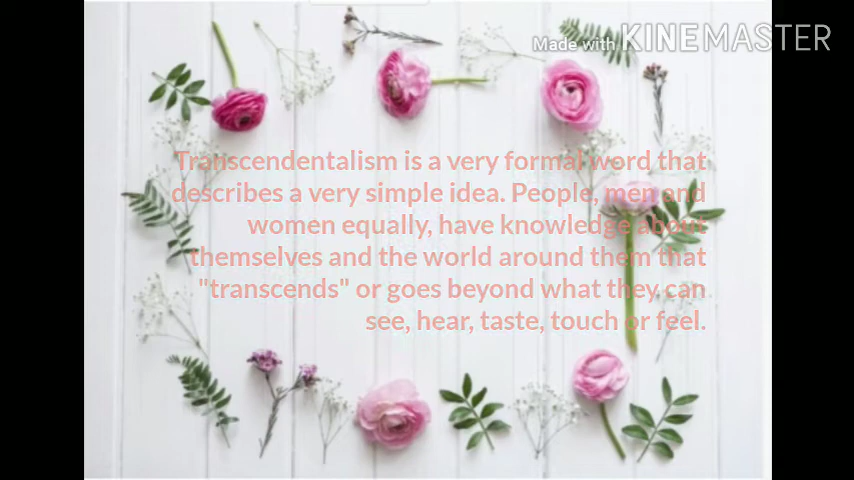 Made with KINEMASTER
Transcendentalism is a very formal word that
describes a very simple idea. People, men and
women equally, have knowledge about
themselves and the world around them that
"transcends" or goes beyond what they can
see, hear, taste, touch or feel.